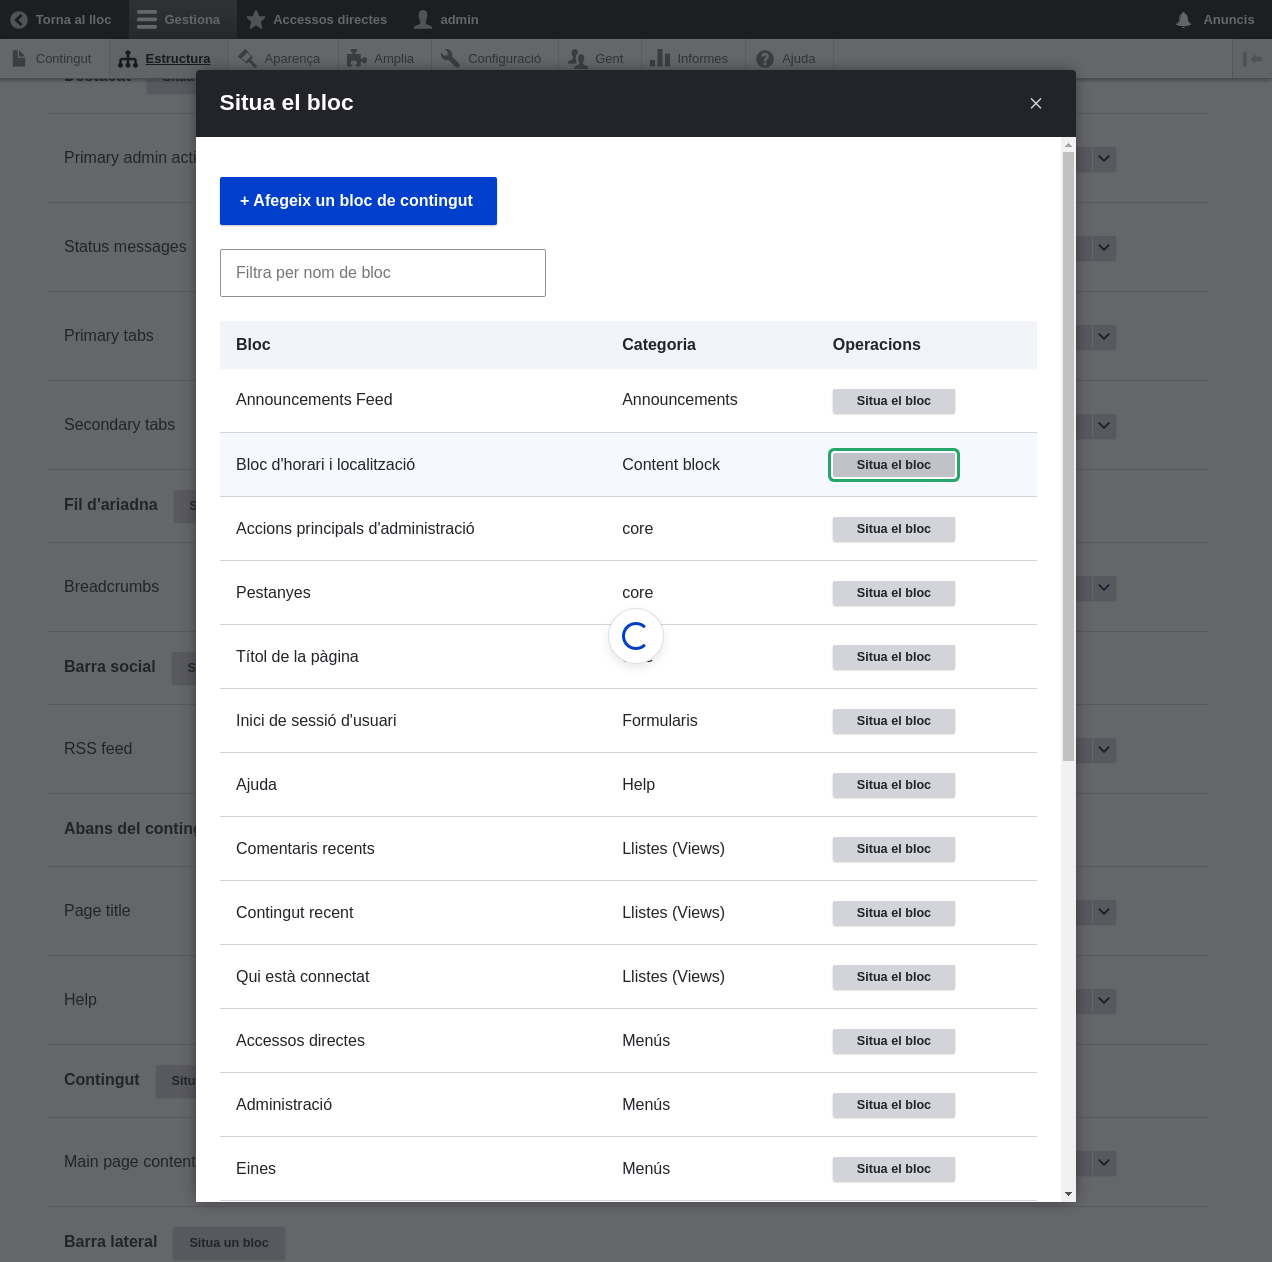 Torna al lloc Gestiona Accessos directes admin Anuncis
Contingut Estructura Aparença Amplia Configuració Gent Informes Ajuda
Situa el bloc
+ Afegeix un bloc de contingut
Filtra per nom de bloc
Bloc Categoria Operacions
Announcements Feed Announcements Situa el bloc
Bloc d'horari i localització Content block Situa el bloc
Accions principals d'administració core Situa el bloc
Pestanyes core Situa el bloc
Títol de la pàgina Situa el bloc
Inici de sessió d'usuari Formularis Situa el bloc
Ajuda Help Situa el bloc
Comentaris recents Llistes (Views) Situa el bloc
Contingut recent Llistes (Views) Situa el bloc
Qui està connectat Llistes (Views) Situa el bloc
Accessos directes Menús Situa el bloc
Administració Menús Situa el bloc
Eines Menús Situa el bloc
Primary admin
Status messages
Primary tabs
Secondary tabs
Fil d'ariadna
Breadcrumbs
Barra social
RSS feed
Abans del
Page title
Help
Contingut
Main page content
Barra lateral Situa un bloc